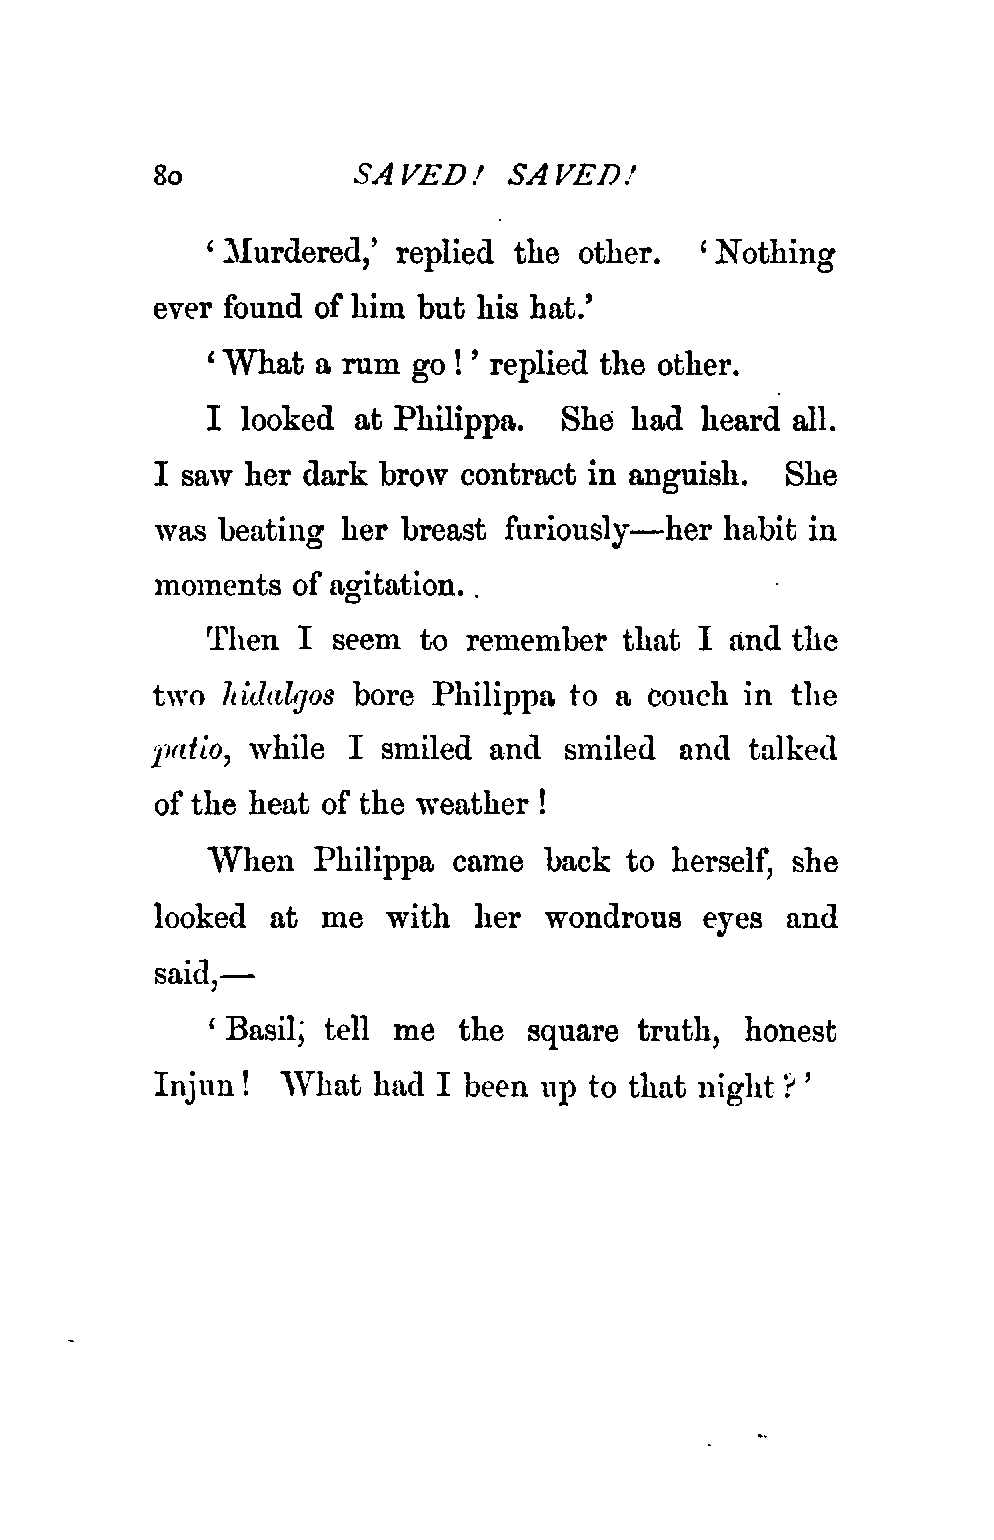 80 SAVED! SAVED!
‘Murdered,’ replied the other. ‘Nothing
ever found of him but his hat.’
‘What a rum go!’ replied the other.
I looked at Philippa. She had heard all.
I saw her dark brow contract in anguish. She
was beating her breast furiously—her habit in
moments of agitation.
Then I seem to remember that I and the
two hidalgos bore Philippa to a couch in the
patio, while I smiled and smiled and talked
of the heat of the weather!
When Philippa came back to herself, she
looked at me with her wondrous eyes and
said,—
‘Basil; tell me the square truth, honest
Injun! What had I been up to that night?’